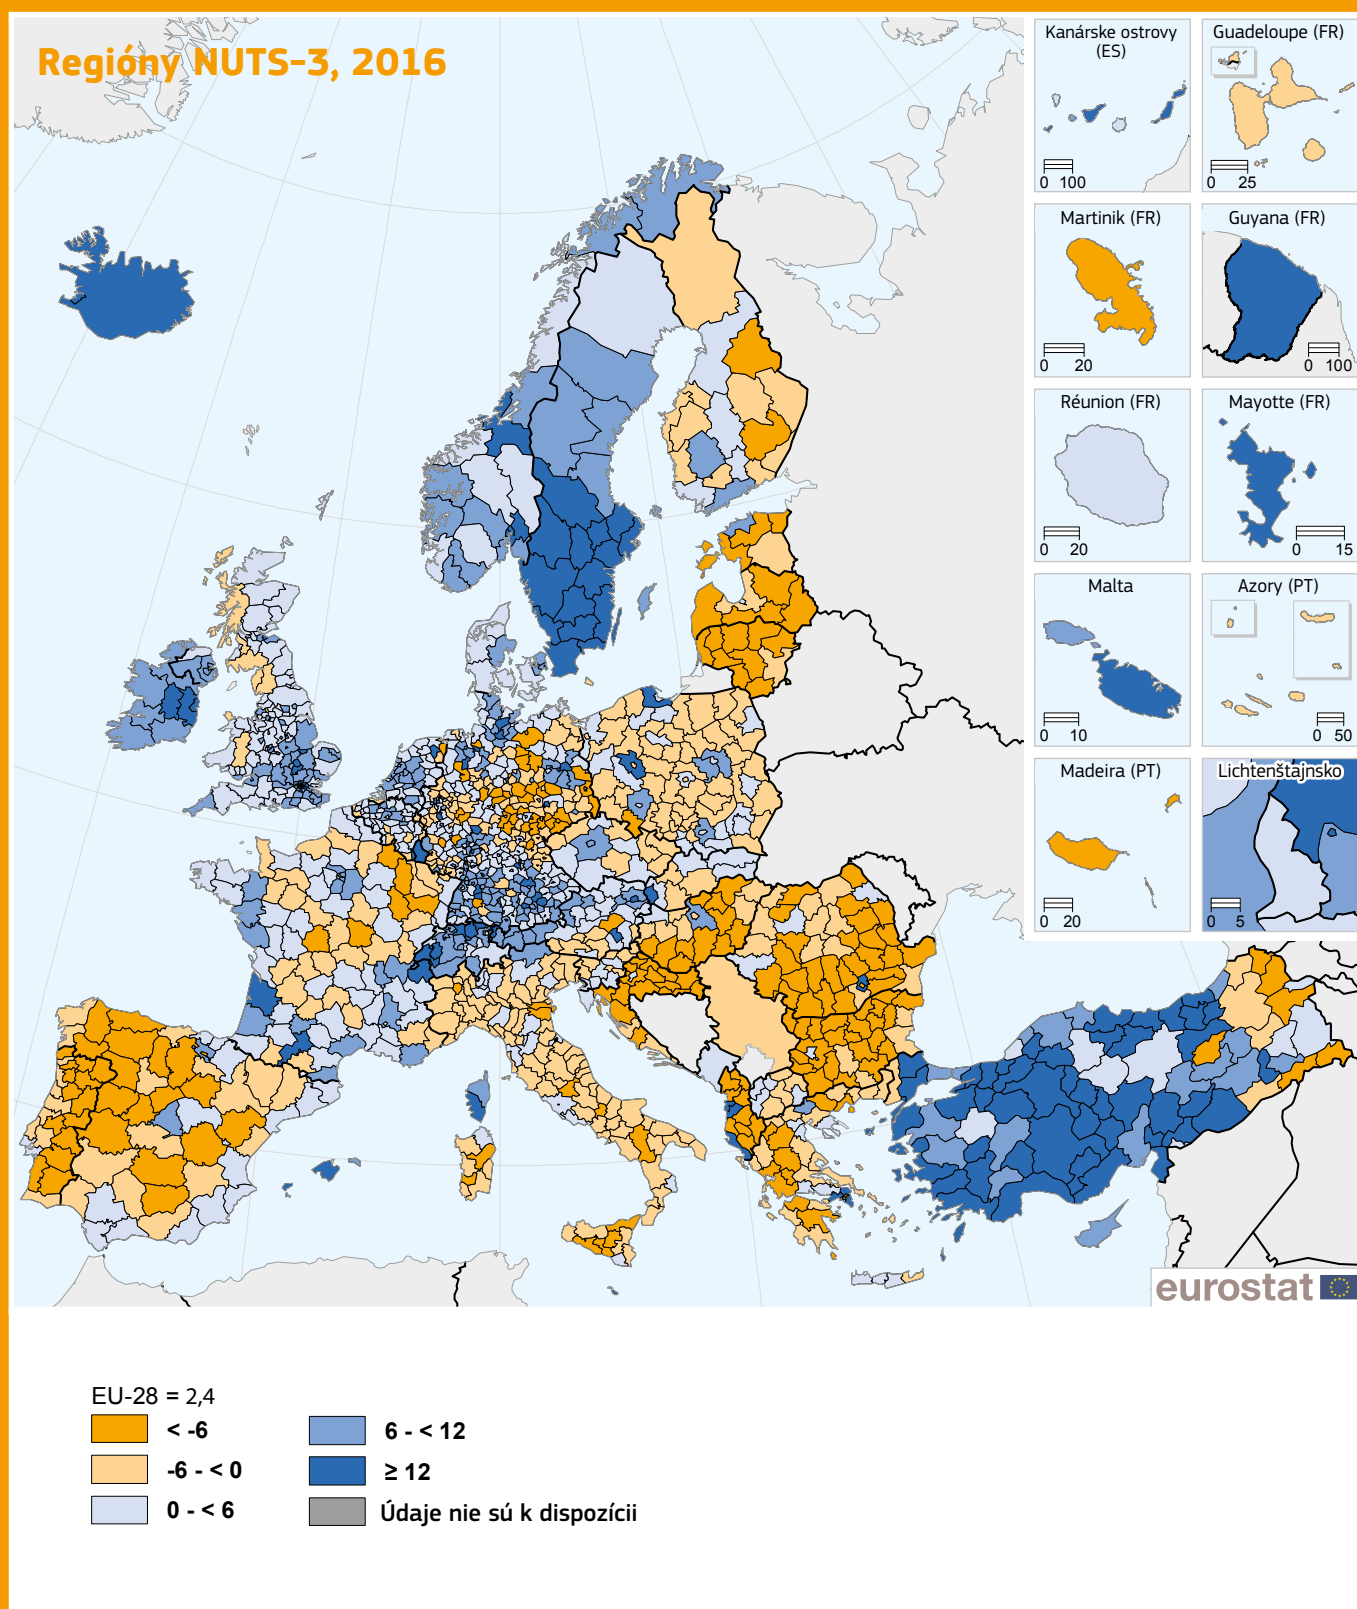 Regióny NUTS-3, 2016
Kanárske ostrovy
(ES)
0 100
Guadeloupe (FR)
0 25
Martinik (FR)
0 20
Guyana (FR)
0 100
Réunion (FR)
0 20
Mayotte (FR)
0 15
Malta
0 10
Azory (PT)
0 50
Madeira (PT)
0 20
Lichtenštajnsko
0 5
eurostat
EU-28 = 2,4
< -6
-6 - < 0
0 - < 6
6 - < 12
≥ 12
Údaje nie sú k dispozícii